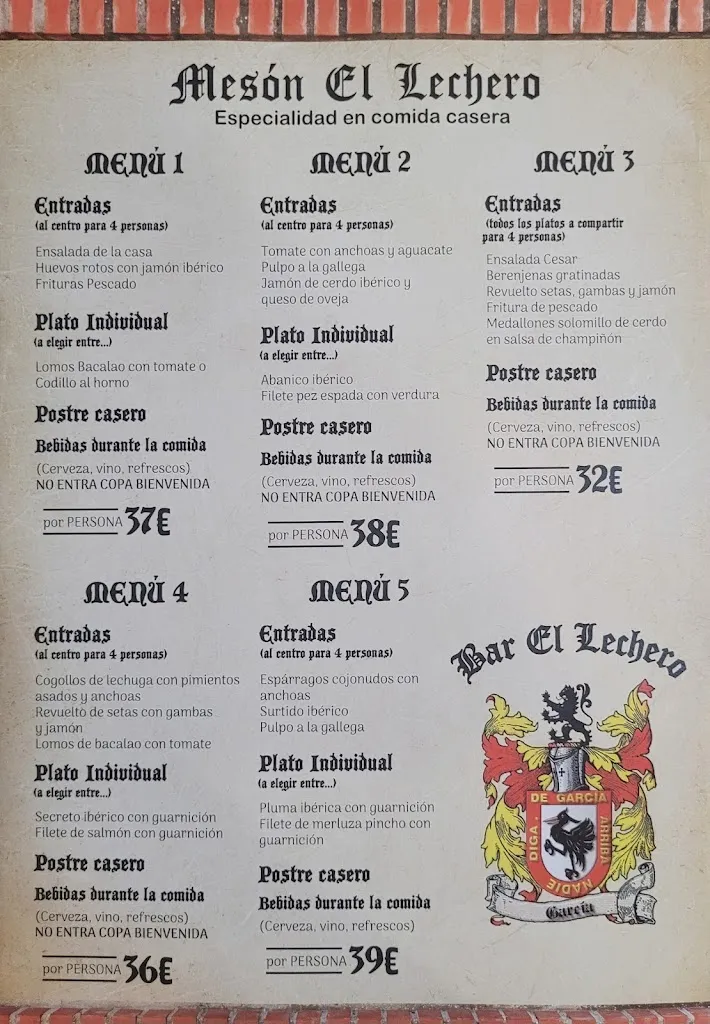 Mesón El Lechero
Especialidad en comida casera
MENÚ 1
Entradas
(al centro para 4 personas)
Ensalada de la casa
Huevos rotos con jamón ibérico
Frituras Pescado
Plato Individual
(a elegir entre...)
Lomos Bacalao con tomate o
Codillo al horno
Postre casero
Bebidas durante la comida
(Cerveza, vino, refrescos)
NO ENTRA COPA BIENVENIDA
por PERSONA 37€
MENÚ 2
Entradas
(al centro para 4 personas)
Tomate con anchoas y aguacate
Pulpo a la gallega
Jamón de cerdo ibérico y
queso de oveja
Plato Individual
(a elegir entre...)
Abanico ibérico
Filete pez espada con verdura
Postre casero
Bebidas durante la comida
(Cerveza, vino, refrescos)
NO ENTRA COPA BIENVENIDA
por PERSONA 38€
MENÚ 3
Entradas
(todos los platos a compartir
para 4 personas)
Ensalada Cesar
Berenjenas gratinadas
Revuelto setas, gambas y jamón
Fritura de pescado
Medallones solomillo de cerdo
en salsa de champiñón
Postre casero
Bebidas durante la comida
(Cerveza, vino, refrescos)
NO ENTRA COPA BIENVENIDA
por PERSONA 32€
MENÚ 4
Entradas
(al centro para 4 personas)
Cogollos de lechuga con pimientos
asados y anchoas
Revuelto de setas con gambas
y jamón
Lomos de bacalao con tomate
Plato Individual
(a elegir entre...)
Secreto ibérico con guarnición
Filete de salmón con guarnición
Postre casero
Bebidas durante la comida
(Cerveza, vino, refrescos)
NO ENTRA COPA BIENVENIDA
por PERSONA 36€
MENÚ 5
Entradas
(al centro para 4 personas)
Espárragos cojonudos con
anchoas
Surtido ibérico
Pulpo a la gallega
Plato Individual
(a elegir entre...)
Pluma ibérica con guarnición
Filete de merluza pincho con
guarnición
Postre casero
Bebidas durante la comida
(Cerveza, vino, refrescos)
por PERSONA 39€
Bar El Lechero
DE GARCIA
ARRIBA
NADIE
DIGA.
García